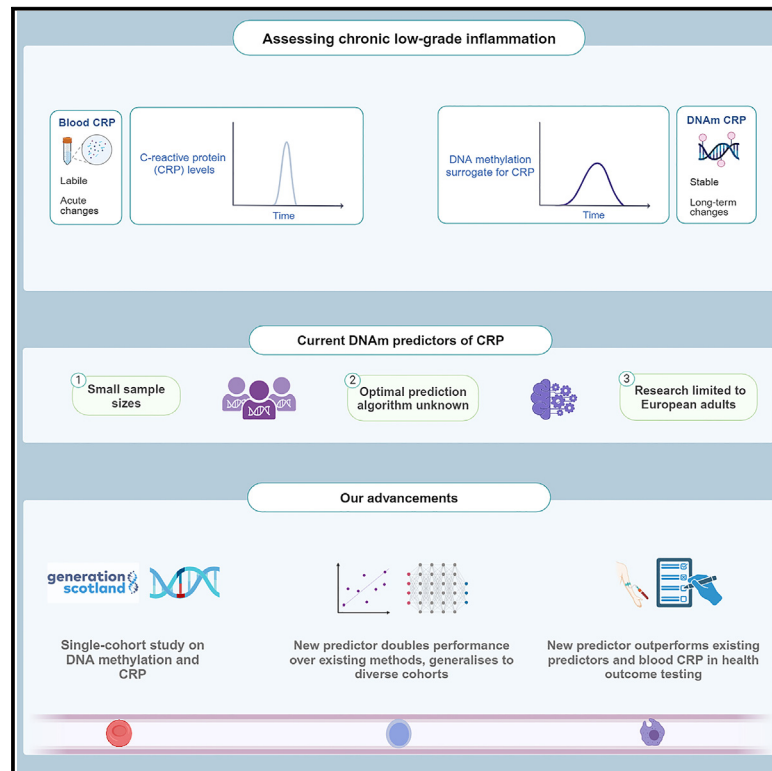 Assessing chronic low-grade inflammation
Blood CRP
Labile
Acute
changes
C-reactive protein
(CRP) levels
Time
DNA methylation
surrogate for CRP
Time
DNAm CRP
Stable
Long-term
changes
Current DNAm predictors of CRP
1
Small sample
sizes
2
Optimal prediction
algorithm unknown
3
Research limited to
European adults
Our advancements
generation
scotland
Single-cohort study on
DNA methylation and
CRP
New predictor doubles performance
over existing methods, generalises to
diverse cohorts
New predictor outperforms existing
predictors and blood CRP in health
outcome testing